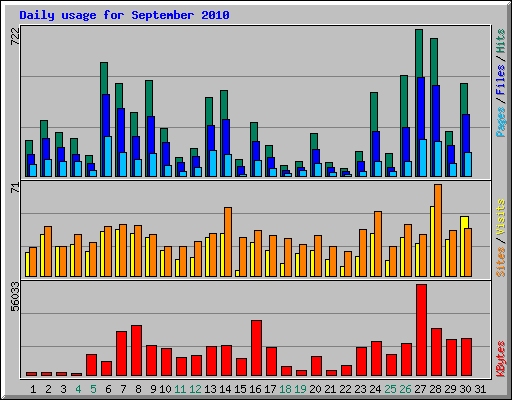 Daily usage for September 2010
722
Pages / Files / Hits
71
Sites / Visits
56033
KBytes
1 2 3 4 5 6 7 8 9 10 11 12 13 14 15 16 17 18 19 20 21 22 23 24 25 26 27 28 29 30 31